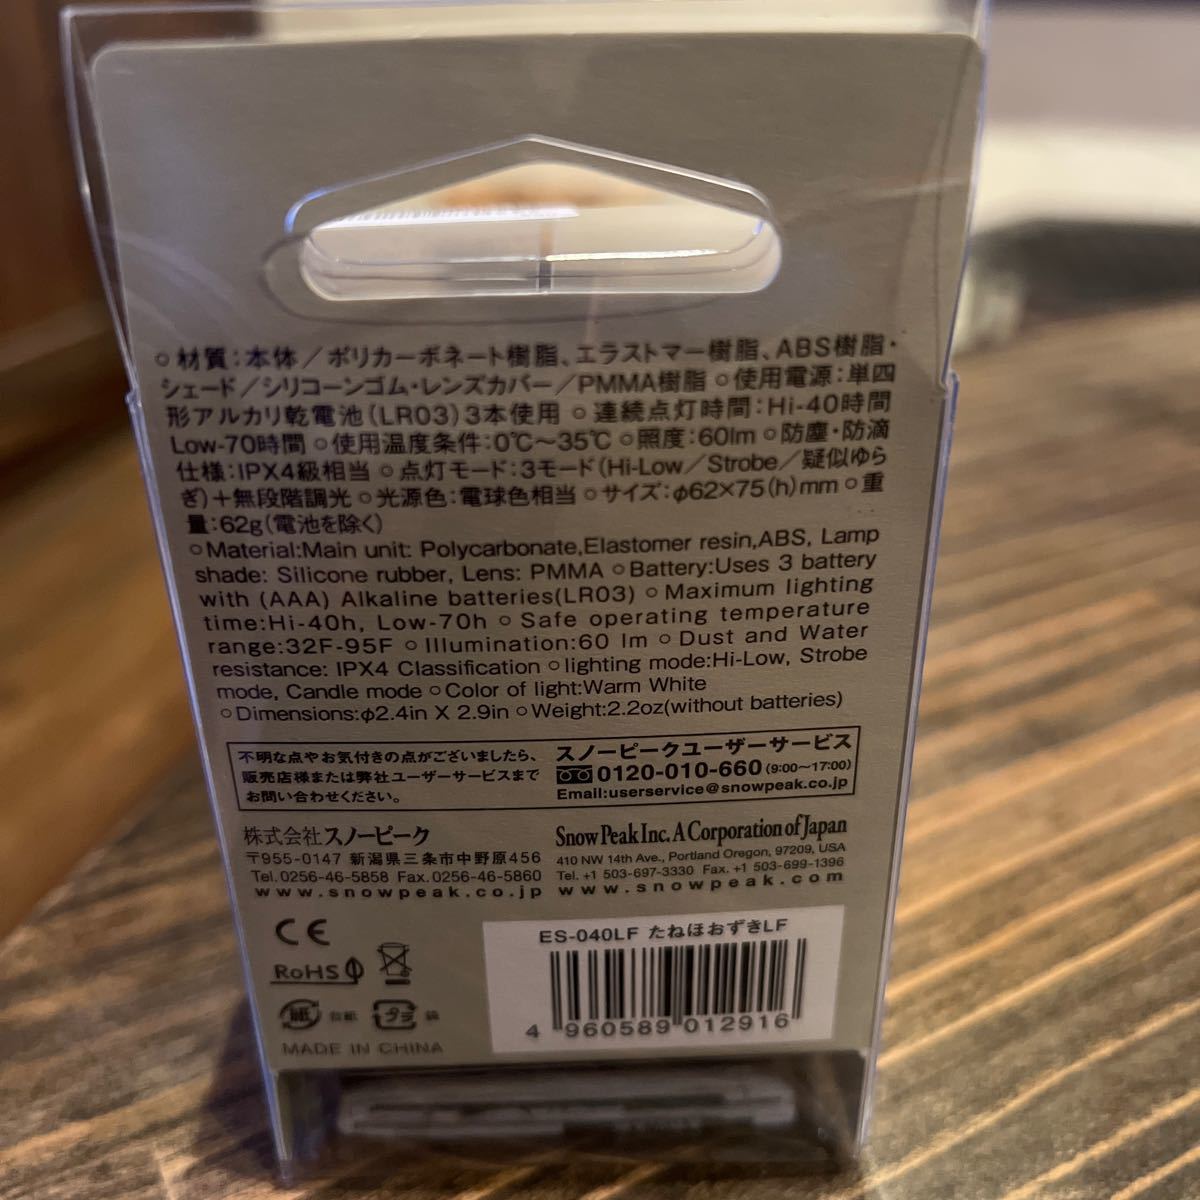 ○材質：本体／ポリカーボネート樹脂、エラストマー樹脂、ABS樹脂・
シェード／シリコーンゴム・レンズカバー／PMMA樹脂 ○使用電源：単四
形アルカリ乾電池（LR03）3本使用 ○連続点灯時間：Hi-40時間
Low-70時間 ○使用温度条件：0℃〜35℃ ○照度：60lm ○防塵・防滴
仕様：IPX4級相当 ○点灯モード：3モード（Hi-Low／Strobe／疑似ゆら
ぎ）＋無段階調光 ○光源色：電球色相当 ○サイズ：φ62×75（h）mm ○重
量：62g（電池を除く）
○Material:Main unit: Polycarbonate,Elastomer resin,ABS, Lamp
shade: Silicone rubber, Lens: PMMA ○Battery:Uses 3 battery
with (AAA) Alkaline batteries(LR03) ○Maximum lighting
time:Hi-40h, Low-70h ○Safe operating temperature
range:32F-95F ○Illumination:60 lm ○Dust and Water
resistance: IPX4 Classification ○lighting mode:Hi-Low, Strobe
mode, Candle mode ○Color of light:Warm White
○Dimensions:φ2.4in X 2.9in ○Weight:2.2oz(without batteries)
不明な点やお気付きの点がございましたら、
販売店様または弊社ユーザーサービスまで
お問い合わせください。
スノーピークユーザーサービス
0120-010-660（9:00〜17:00）
Email:userservice@snowpeak.co.jp
株式会社スノーピーク
〒955-0147 新潟県三条市中野原456
Tel.0256-46-5858 Fax.0256-46-5860
www.snowpeak.co.jp
Snow Peak Inc. A Corporation of Japan
410 NW 14th Ave., Portland Oregon, 97209, USA
Tel. +1 503-697-3330 Fax. +1 503-699-1396
www.snowpeak.com
CE
RoHS
紙 台紙 プラ 袋
MADE IN CHINA
ES-040LF たねほおずきLF
4 960589 012916